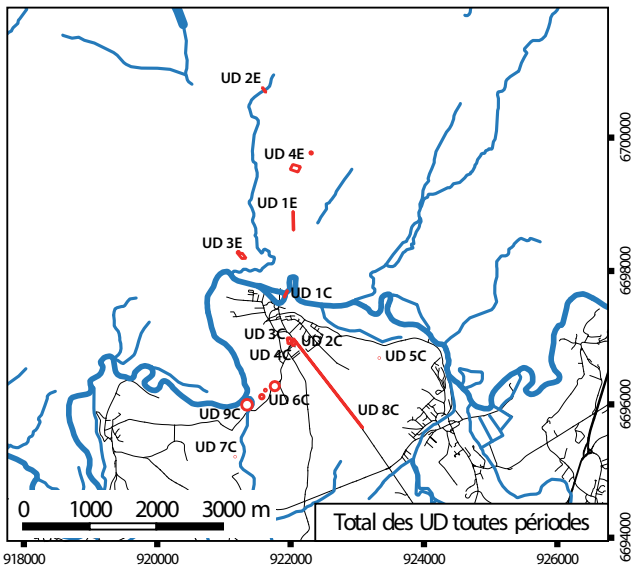 UD 2E
UD 4E
UD 1E
UD 3E
UD 1C
UD 3C
UD 2C
UD 4C
UD 5C
UD 6C
UD 9C
UD 8C
UD 7C
0 1000 2000 3000 m
Total des UD toutes périodes
918000 920000 922000 924000 926000
6700000
6698000
6696000
6694000